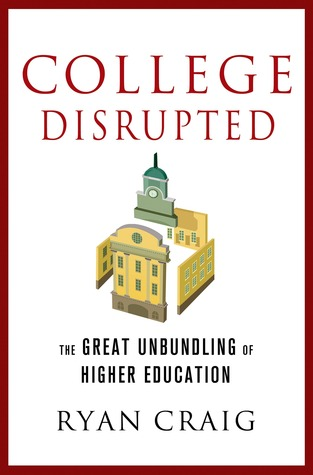 COLLEGE
DISRUPTED
THE GREAT UNBUNDLING OF
HIGHER EDUCATION
RYAN CRAIG